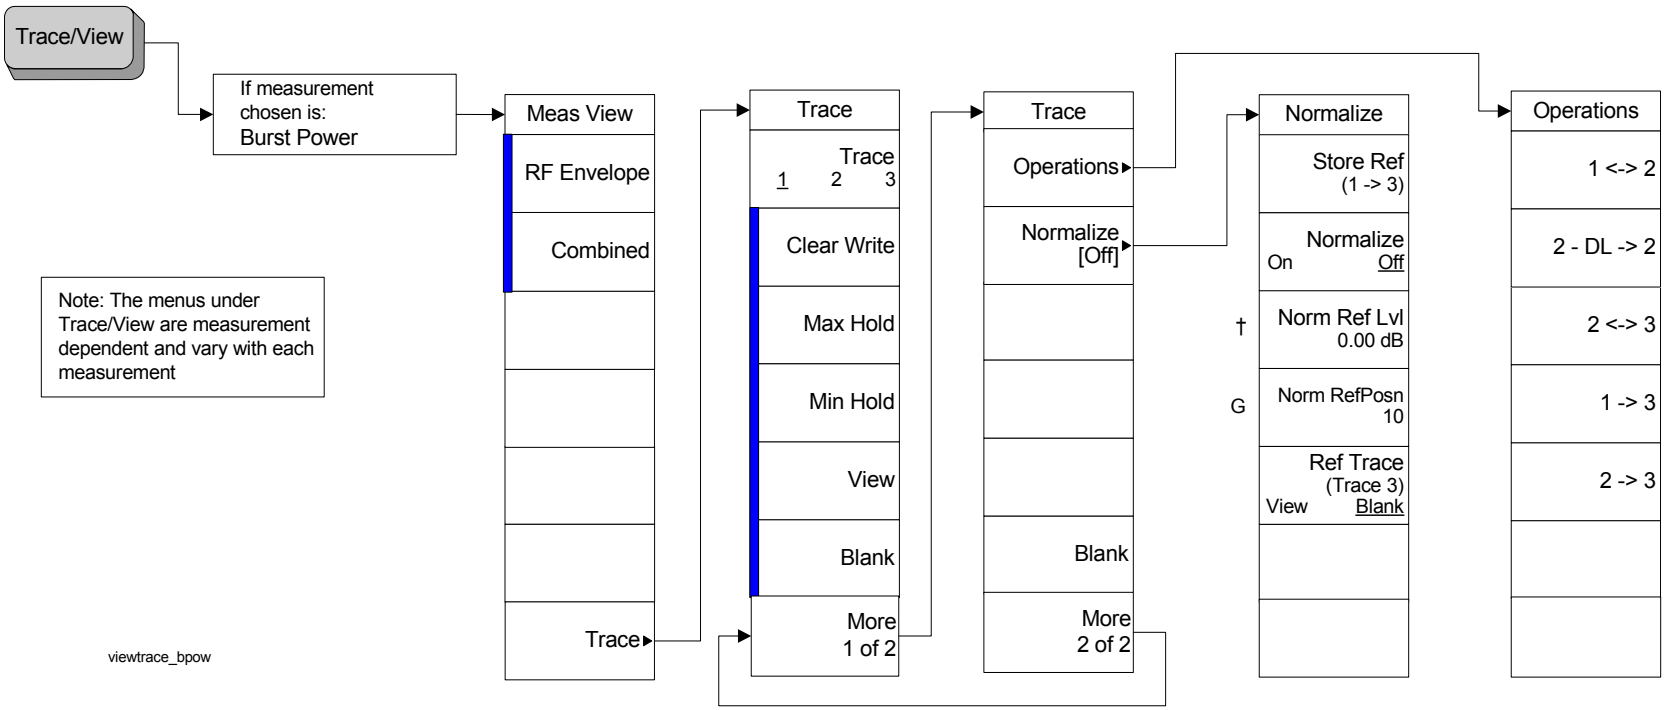 Trace/View
If measurement
chosen is:
Burst Power
Note: The menus under
Trace/View are measurement
dependent and vary with each
measurement
viewtrace_bpow
Meas View
RF Envelope
Combined
Trace
Trace
Trace
1 2 3
Clear Write
Max Hold
Min Hold
View
Blank
More
1 of 2
Trace
Operations
Normalize
[Off]
Blank
More
2 of 2
Normalize
Store Ref
(1 -> 3)
Normalize
On Off
† Norm Ref Lvl
0.00 dB
G Norm RefPosn
10
Ref Trace
(Trace 3)
View Blank
Operations
1 <-> 2
2 - DL -> 2
2 <-> 3
1 -> 3
2 -> 3